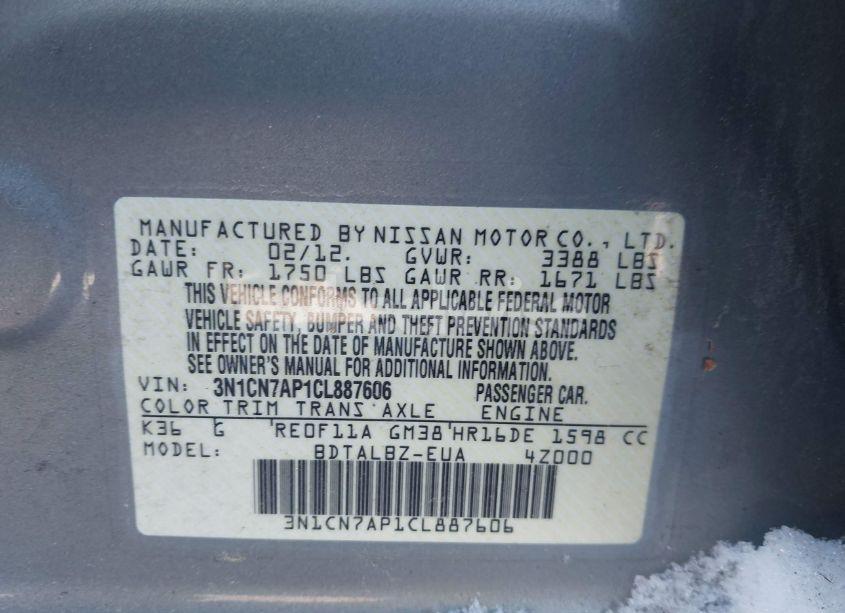 MANUFACTURED BY NISSAN MOTOR CO., LTD.
DATE: 02/12. GVWR: 3388 LBS
GAWR FR: 1750 LBS GAWR RR: 1671 LBS
THIS VEHICLE CONFORMS TO ALL APPLICABLE FEDERAL MOTOR
VEHICLE SAFETY, BUMPER AND THEFT PREVENTION STANDARDS
IN EFFECT ON THE DATE OF MANUFACTURE SHOWN ABOVE.
SEE OWNER'S MANUAL FOR ADDITIONAL INFORMATION.
VIN: 3N1CN7AP1CL887606 PASSENGER CAR.
COLOR TRIM TRANS AXLE ENGINE
K36 G RE0F11A GM38 HR16DE 1598 CC
MODEL: BDTALBZ-EUA 4Z000
3N1CN7AP1CL887606